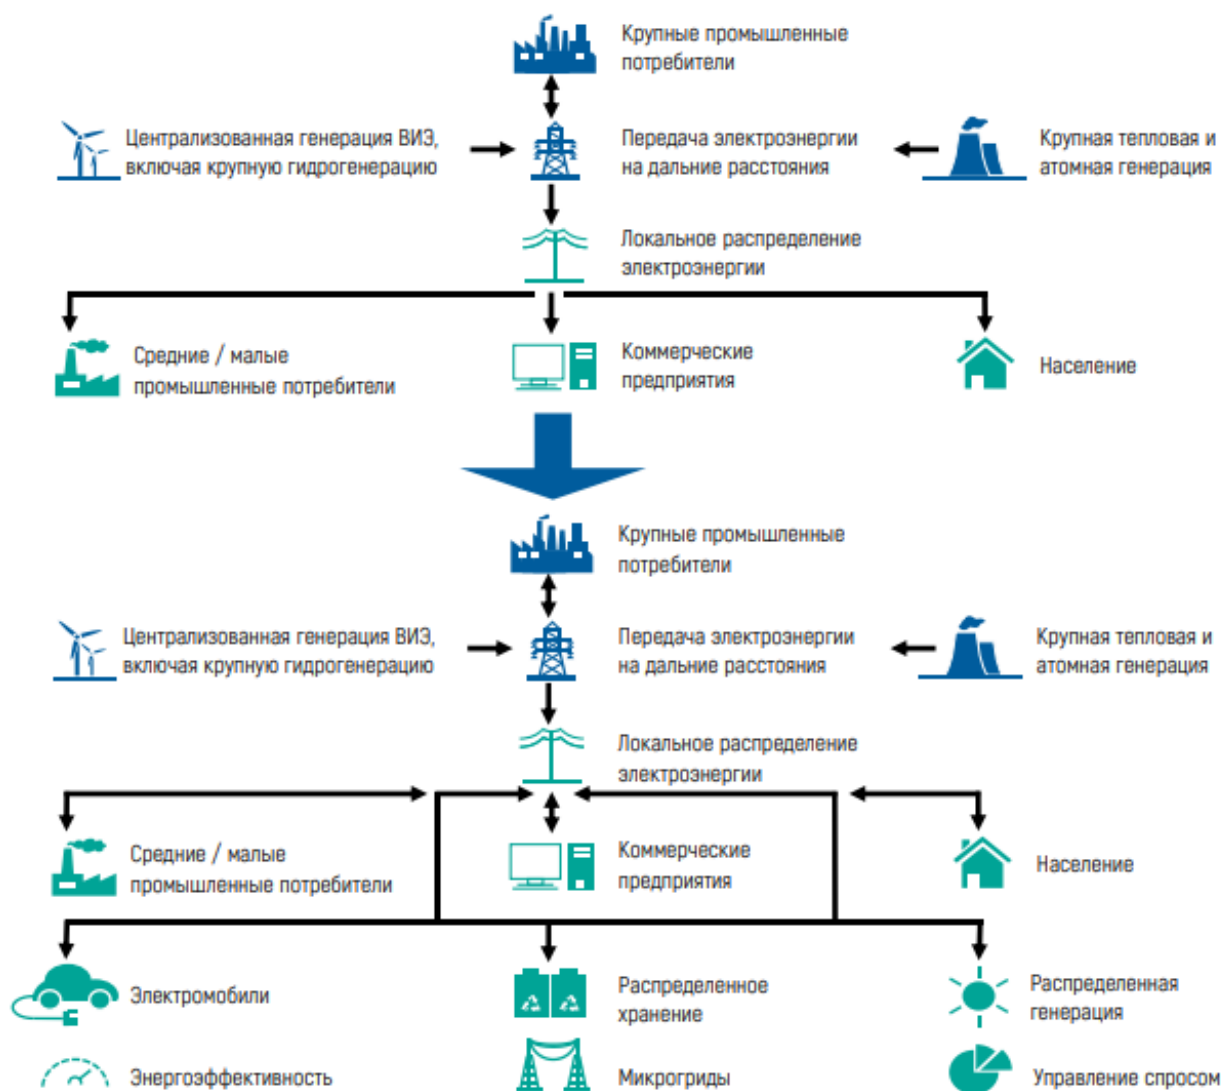 Крупные промышленные
потребители
Централизованная генерация ВИЭ,
включая крупную гидрогенерацию
Передача электроэнергии
на дальние расстояния
Крупная тепловая и
атомная генерация
Локальное распределение
электроэнергии
Средние / малые
промышленные потребители
Коммерческие
предприятия
Население
Крупные промышленные
потребители
Централизованная генерация ВИЭ,
включая крупную гидрогенерацию
Передача электроэнергии
на дальние расстояния
Крупная тепловая и
атомная генерация
Локальное распределение
электроэнергии
Средние / малые
промышленные потребители
Коммерческие
предприятия
Население
Электромобили
Распределенное
хранение
Распределенная
генерация
Энергоэффективность
Микрогриды
Управление спросом